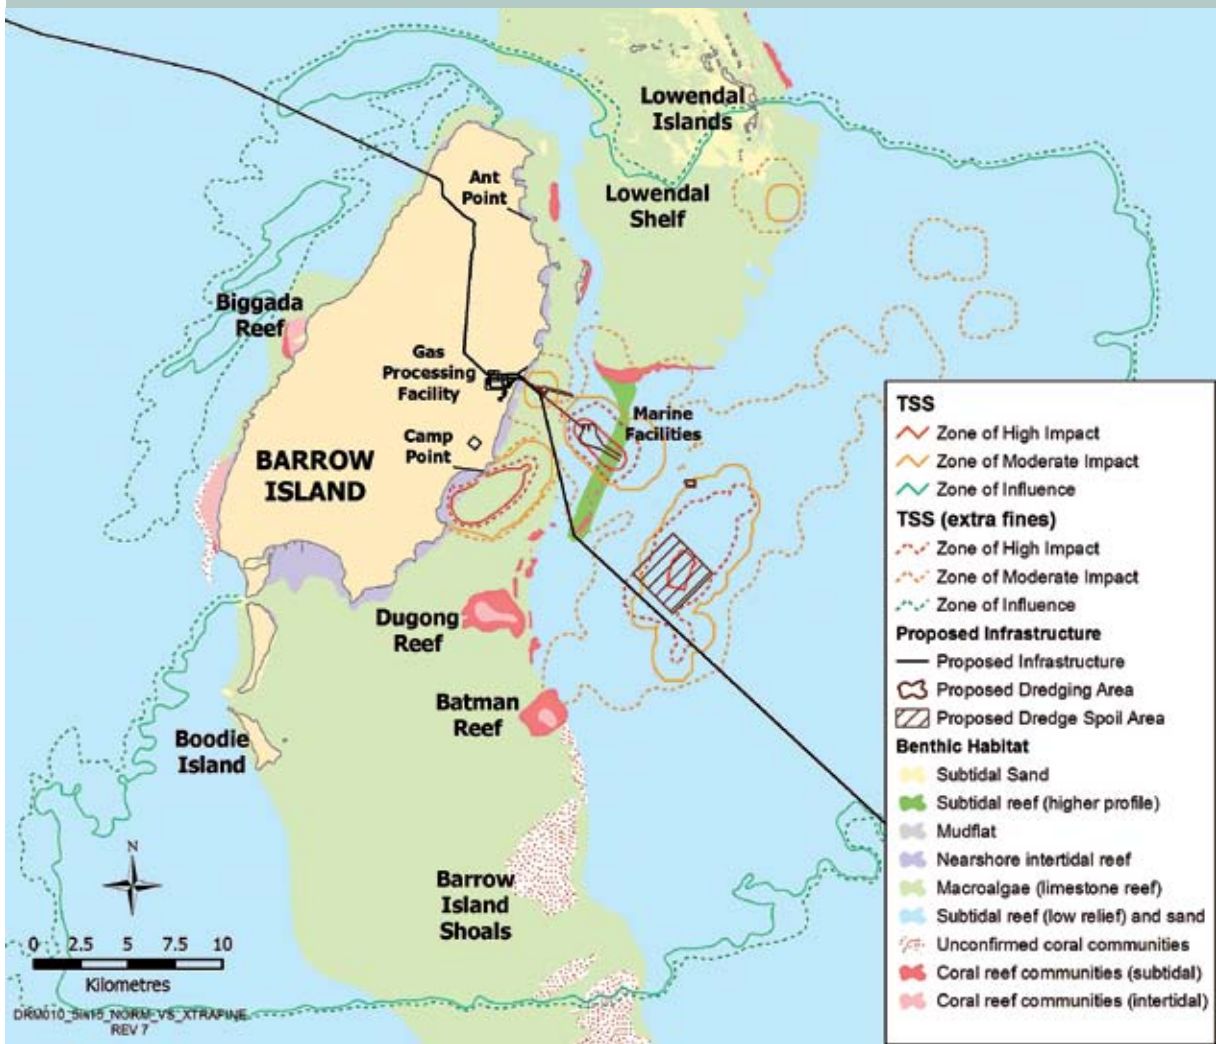 Lowendal
Islands
Ant
Point
Lowendal
Shelf
Biggada
Reef
Gas
Processing
Facility
Marine
Facilities
Camp
Point
BARROW
ISLAND
Dugong
Reef
Batman
Reef
Boodie
Island
Barrow
Island
Shoals
N
0 2.5 5 7.5 10
Kilometres
REV 7
TSS
Zone of High Impact
Zone of Moderate Impact
Zone of Influence
TSS (extra fines)
Zone of High Impact
Zone of Moderate Impact
Zone of Influence
Proposed Infrastructure
Proposed Infrastructure
Proposed Dredging Area
Proposed Dredge Spoil Area
Benthic Habitat
Subtidal Sand
Subtidal reef (higher profile)
Mudflat
Nearshore intertidal reef
Macroalgae (limestone reef)
Subtidal reef (low relief) and sand
Unconfirmed coral communities
Coral reef communities (subtidal)
Coral reef communities (intertidal)